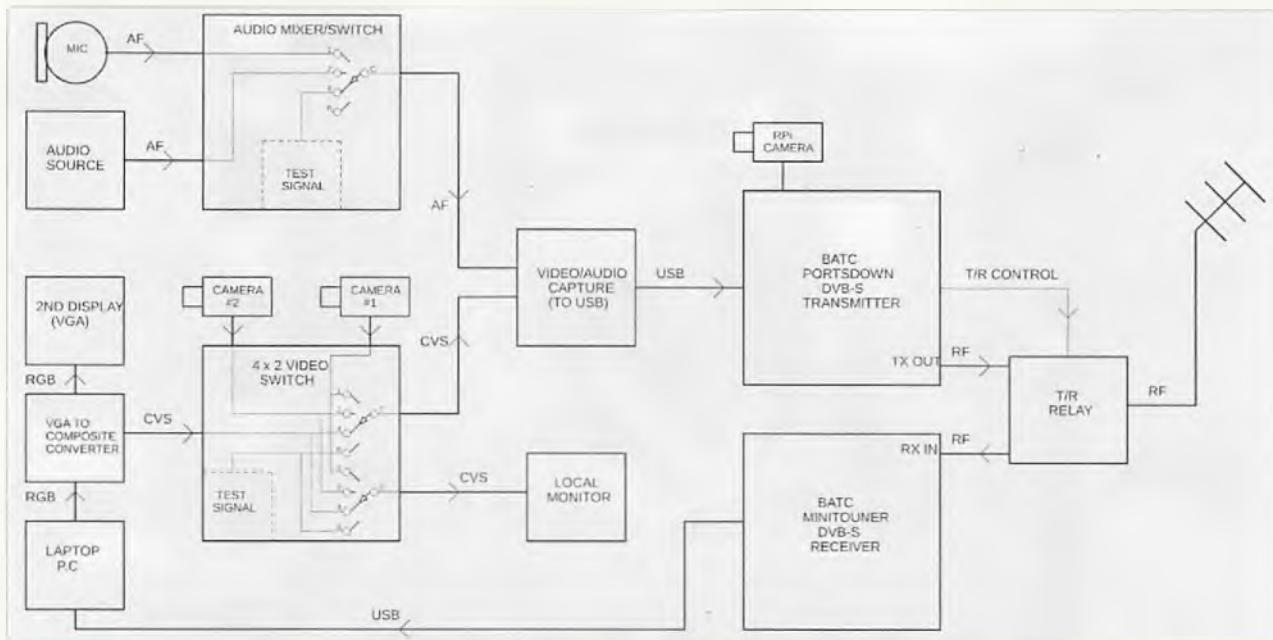 MIC
AF
AUDIO MIXER/SWITCH
AUDIO
SOURCE
AF
TEST
SIGNAL
AF
RPi
CAMERA
2ND DISPLAY
(VGA)
CAMERA
#2
CAMERA
#1
VIDEO/AUDIO
CAPTURE
(TO USB)
USB
BATC
PORTSDOWN
DVB-S
TRANSMITTER
T/R CONTROL
TX OUT
RF
T/R
RELAY
RF
RGB
4 x 2 VIDEO
SWITCH
CVS
VGA TO
COMPOSITE
CONVERTER
CVS
TEST
SIGNAL
CVS
LOCAL
MONITOR
RX IN
RF
BATC
MINITOUNER
DVB-S
RECEIVER
RGB
LAPTOP
P.C
USB